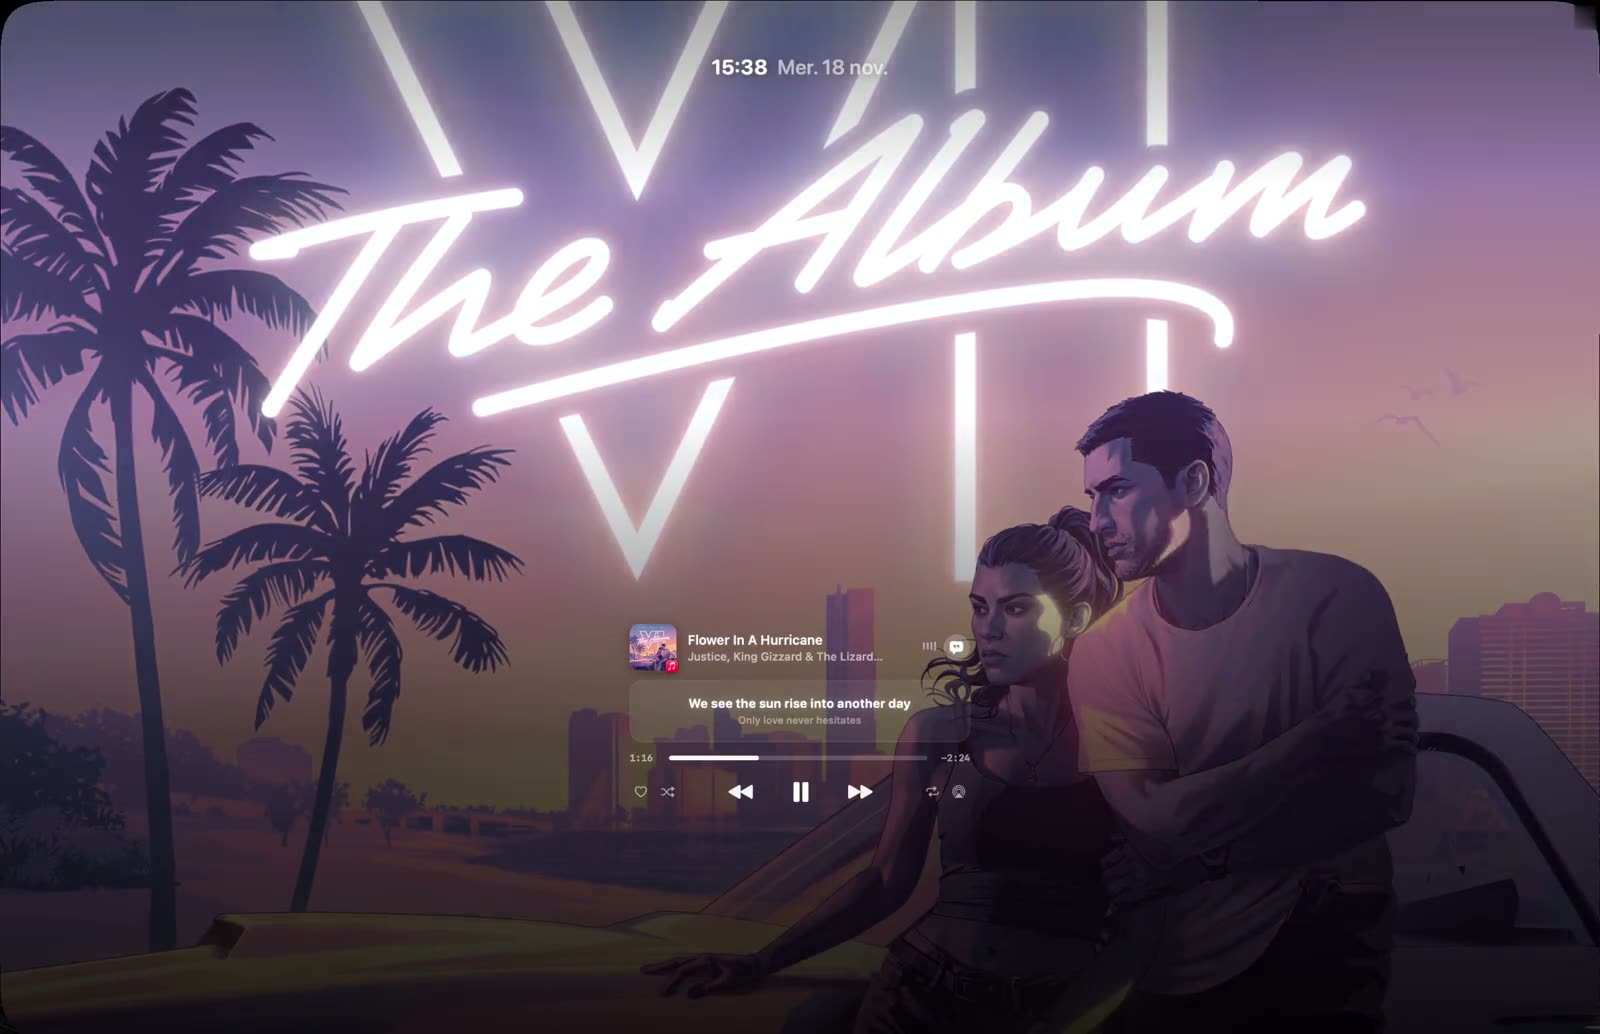 15:38 Mer. 18 nov.
VI
The Album
Flower In A Hurricane
Justice, King Gizzard & The Lizard...
We see the sun rise into another day
Only love never hesitates
1:16
−2:24